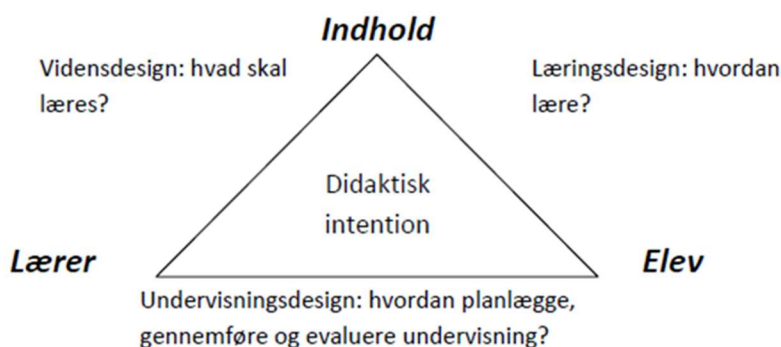 Indhold
Vidensdesign: hvad skal
læres?
Læringsdesign: hvordan
lære?
Didaktisk
intention
Lærer
Elev
Undervisningsdesign: hvordan planlægge,
gennemføre og evaluere undervisning?